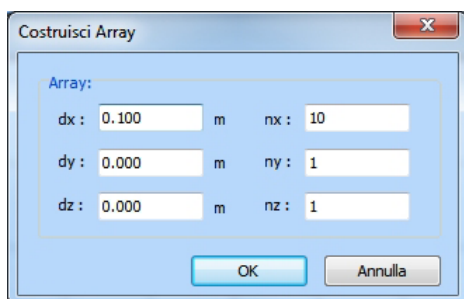 Costruisci Array
Array:
dx : 0.100 m nx : 10
dy : 0.000 m ny : 1
dz : 0.000 m nz : 1
OK Annulla